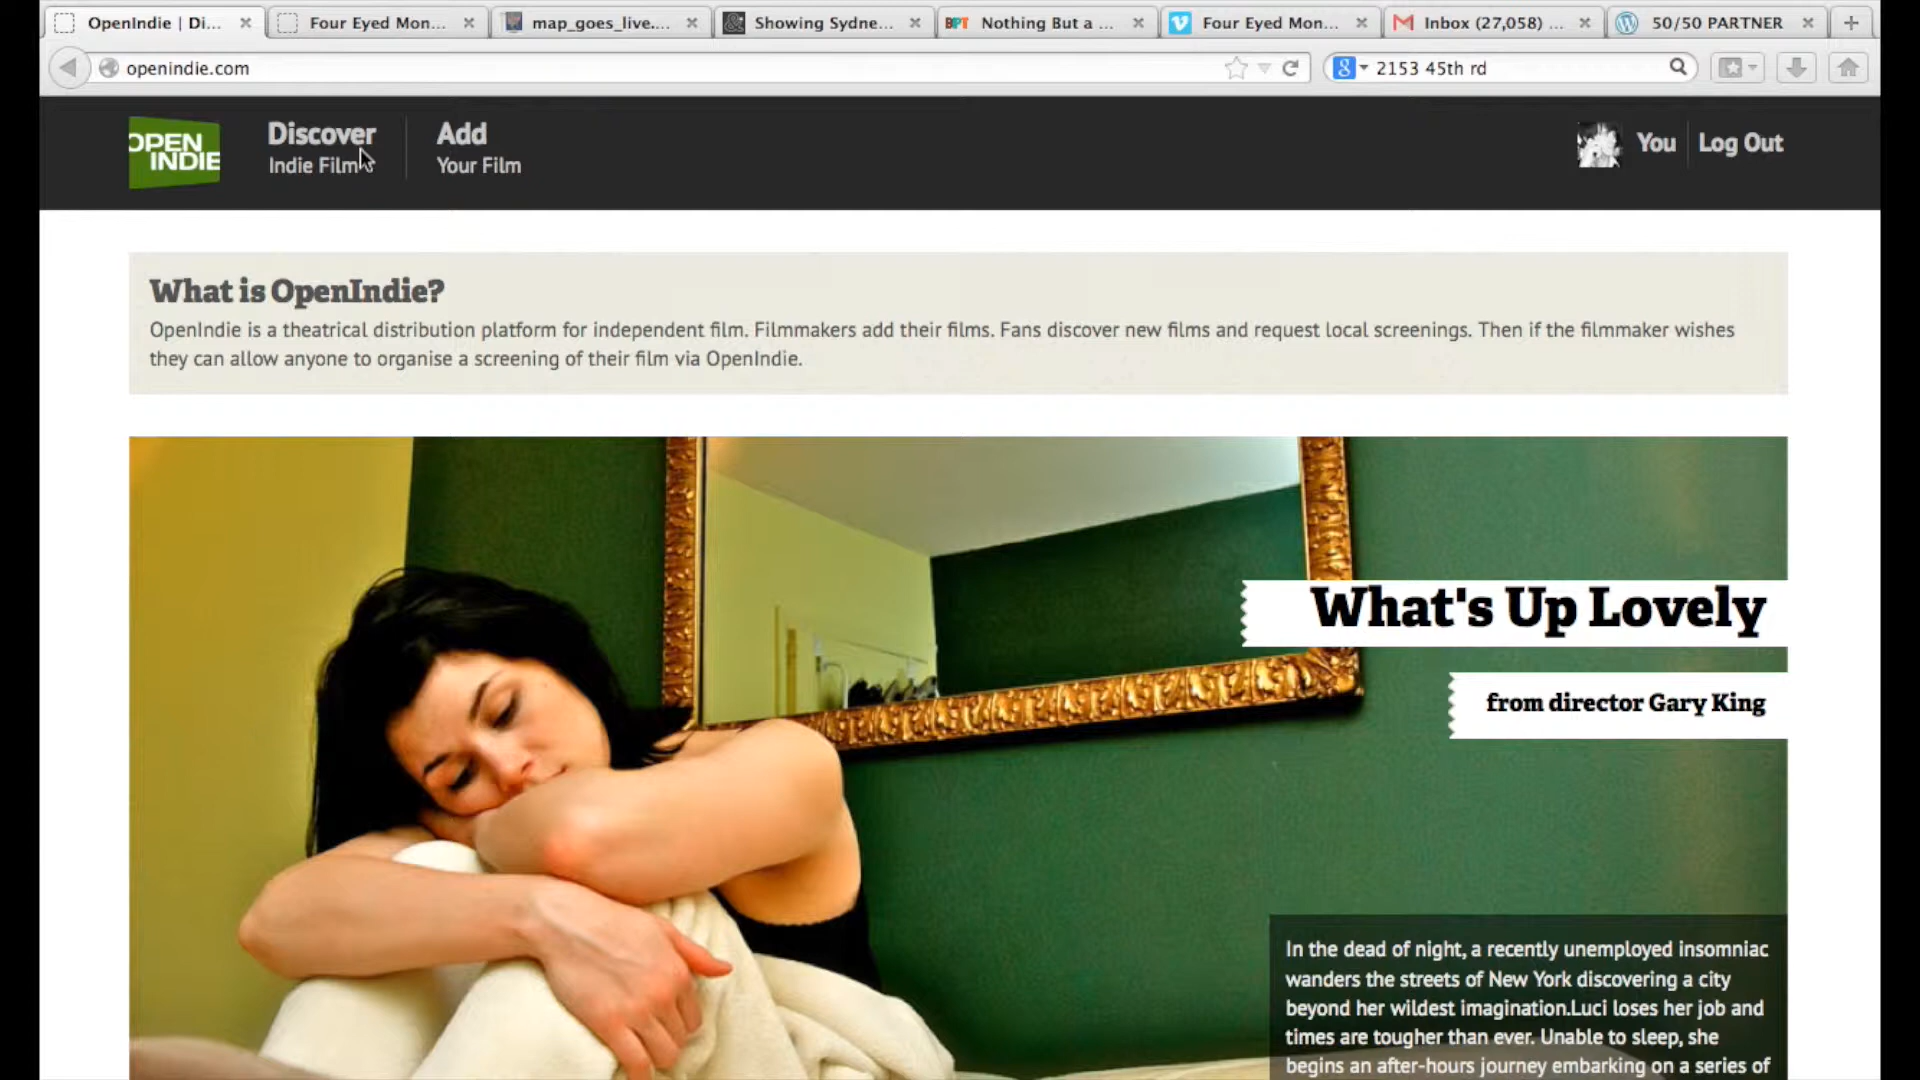 OpenIndie | Di...
Four Eyed Mon...
map_goes_live....
Showing Sydne...
BPT Nothing But a ...
Four Eyed Mon...
Inbox (27,058) ...
50/50 PARTNER
openindie.com
2153 45th rd
OPEN
INDIE
Discover
Indie Film
Add
Your Film
You
Log Out
What is OpenIndie?
OpenIndie is a theatrical distribution platform for independent film. Filmmakers add their films. Fans discover new films and request local screenings. Then if the filmmaker wishes
they can allow anyone to organise a screening of their film via OpenIndie.
What's Up Lovely
from director Gary King
In the dead of night, a recently unemployed insomniac
wanders the streets of New York discovering a city
beyond her wildest imagination.Luci loses her job and
times are tougher than ever. Unable to sleep, she
begins an after-hours journey embarking on a series of